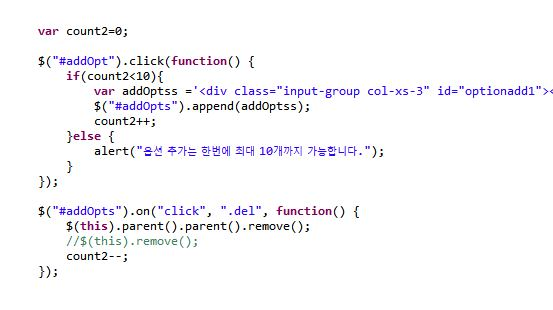 var count2=0;
$("#addOpt").click(function() {
if(count2<10){
var addOptss ='<div class="input-group col-xs-3" id="optionadd1"><
$("#addOpts").append(addOptss);
count2++;
}else {
alert("옵션 추가는 한번에 최대 10개까지 가능합니다.");
}
});
$("#addOpts").on("click", ".del", function() {
$(this).parent().parent().remove();
//$(this).remove();
count2--;
});